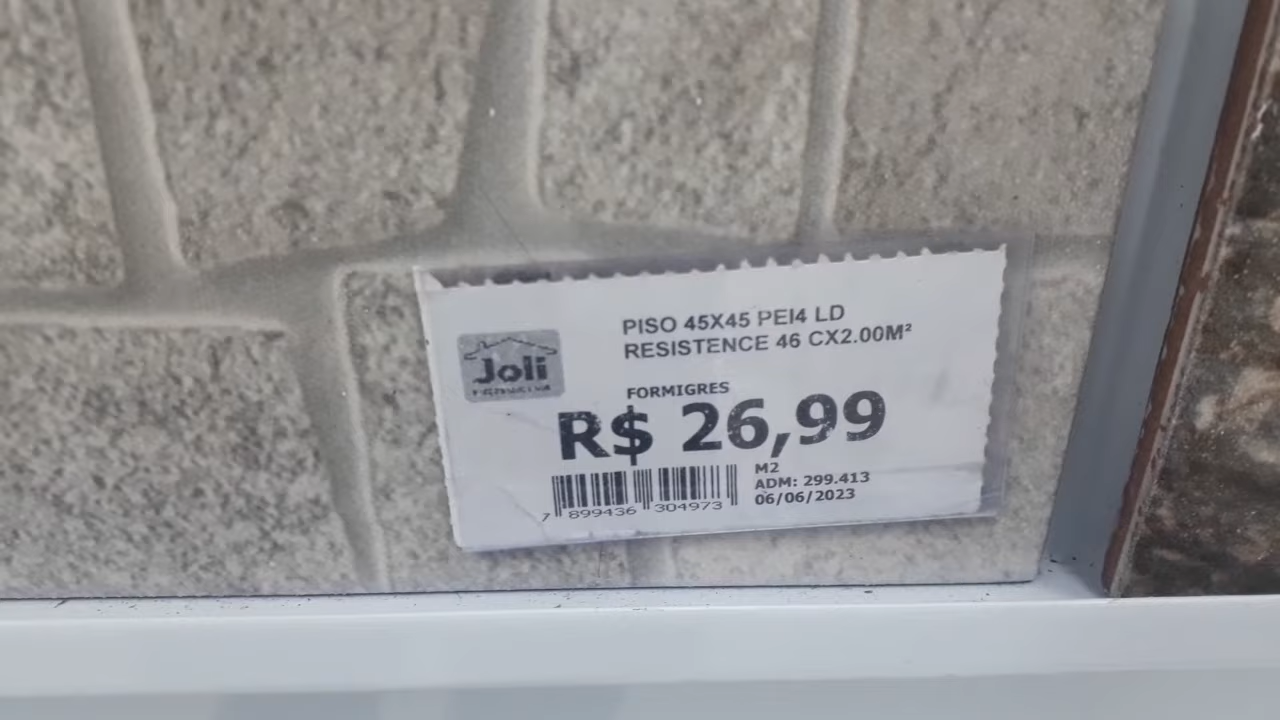 PISO 45X45 PEI4 LD
RESISTENCE 46 CX2.00M²
Joli
FORMIGRES
R$ 26,99
M2
ADM: 299.413
06/06/2023
7 899436 304973